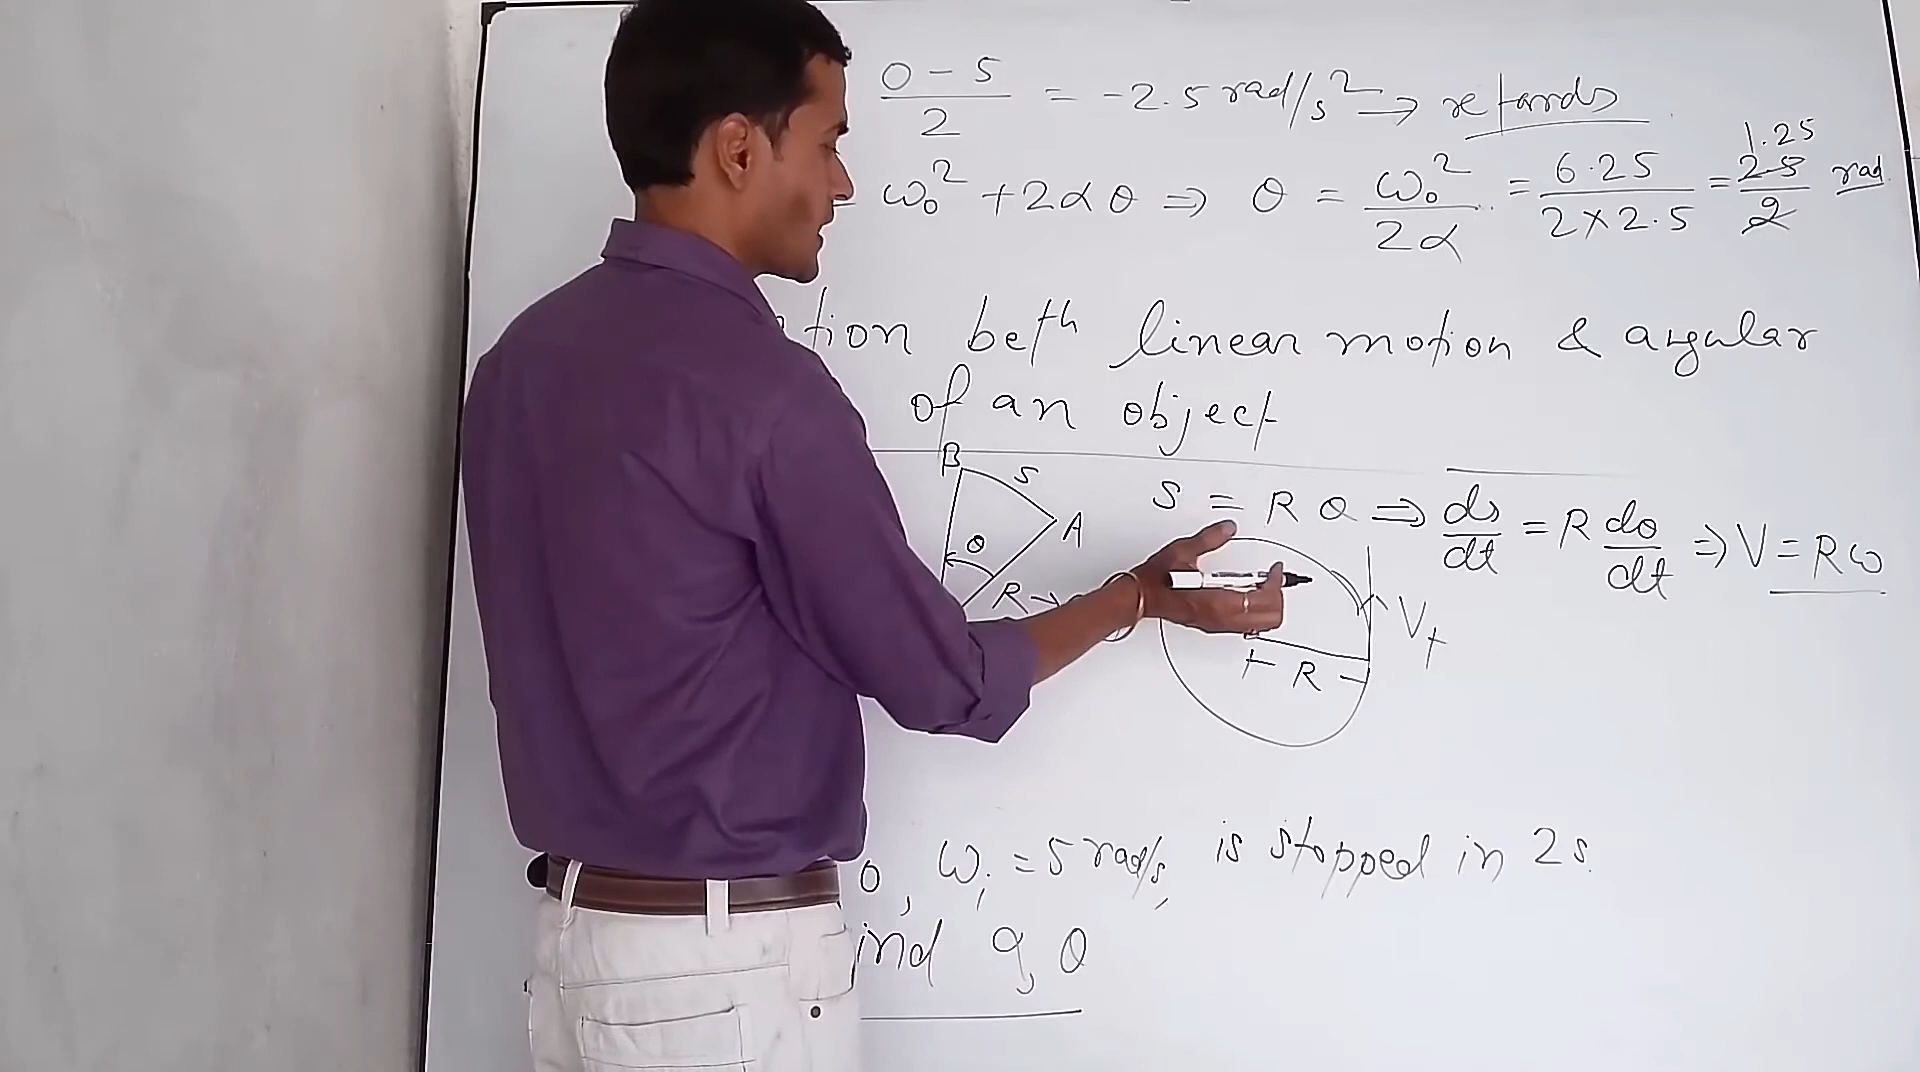 0 - 5 / 2 = -2.5 rad/s² → retards
= ω₀² + 2αθ ⇒ θ = ω₀² / 2α = 6.25 / 2×2.5 = 2.5 / 2 rad
1.25
tion beth linear motion & angular
of an object
B S A θ R
S = Rθ ⇒ ds/dt = R dθ/dt ⇒ V = Rω
Vt
R
0, ωi = 5 rad/s, is stopped in 2s.
ind α, θ